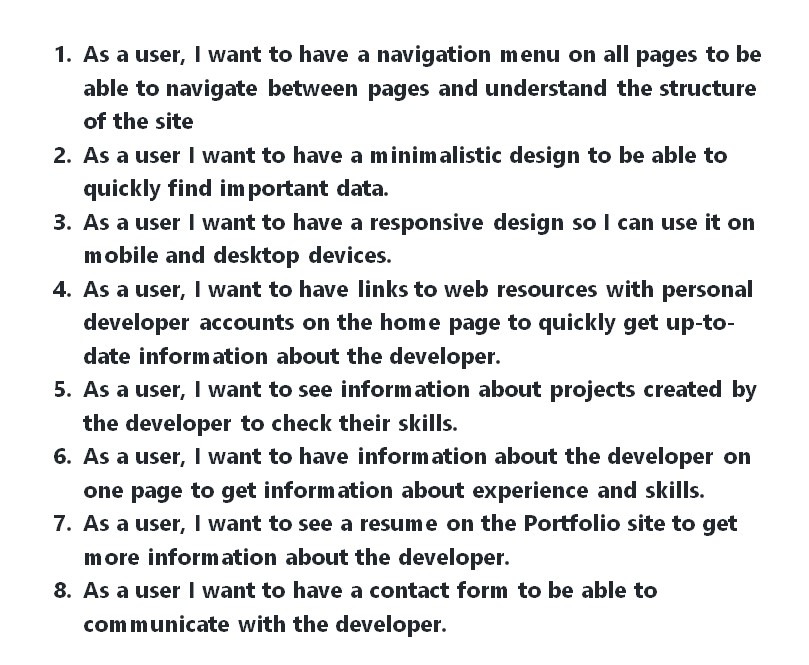 1. As a user, I want to have a navigation menu on all pages to be
able to navigate between pages and understand the structure
of the site
2. As a user I want to have a minimalistic design to be able to
quickly find important data.
3. As a user I want to have a responsive design so I can use it on
mobile and desktop devices.
4. As a user, I want to have links to web resources with personal
developer accounts on the home page to quickly get up-to-
date information about the developer.
5. As a user, I want to see information about projects created by
the developer to check their skills.
6. As a user, I want to have information about the developer on
one page to get information about experience and skills.
7. As a user, I want to see a resume on the Portfolio site to get
more information about the developer.
8. As a user I want to have a contact form to be able to
communicate with the developer.